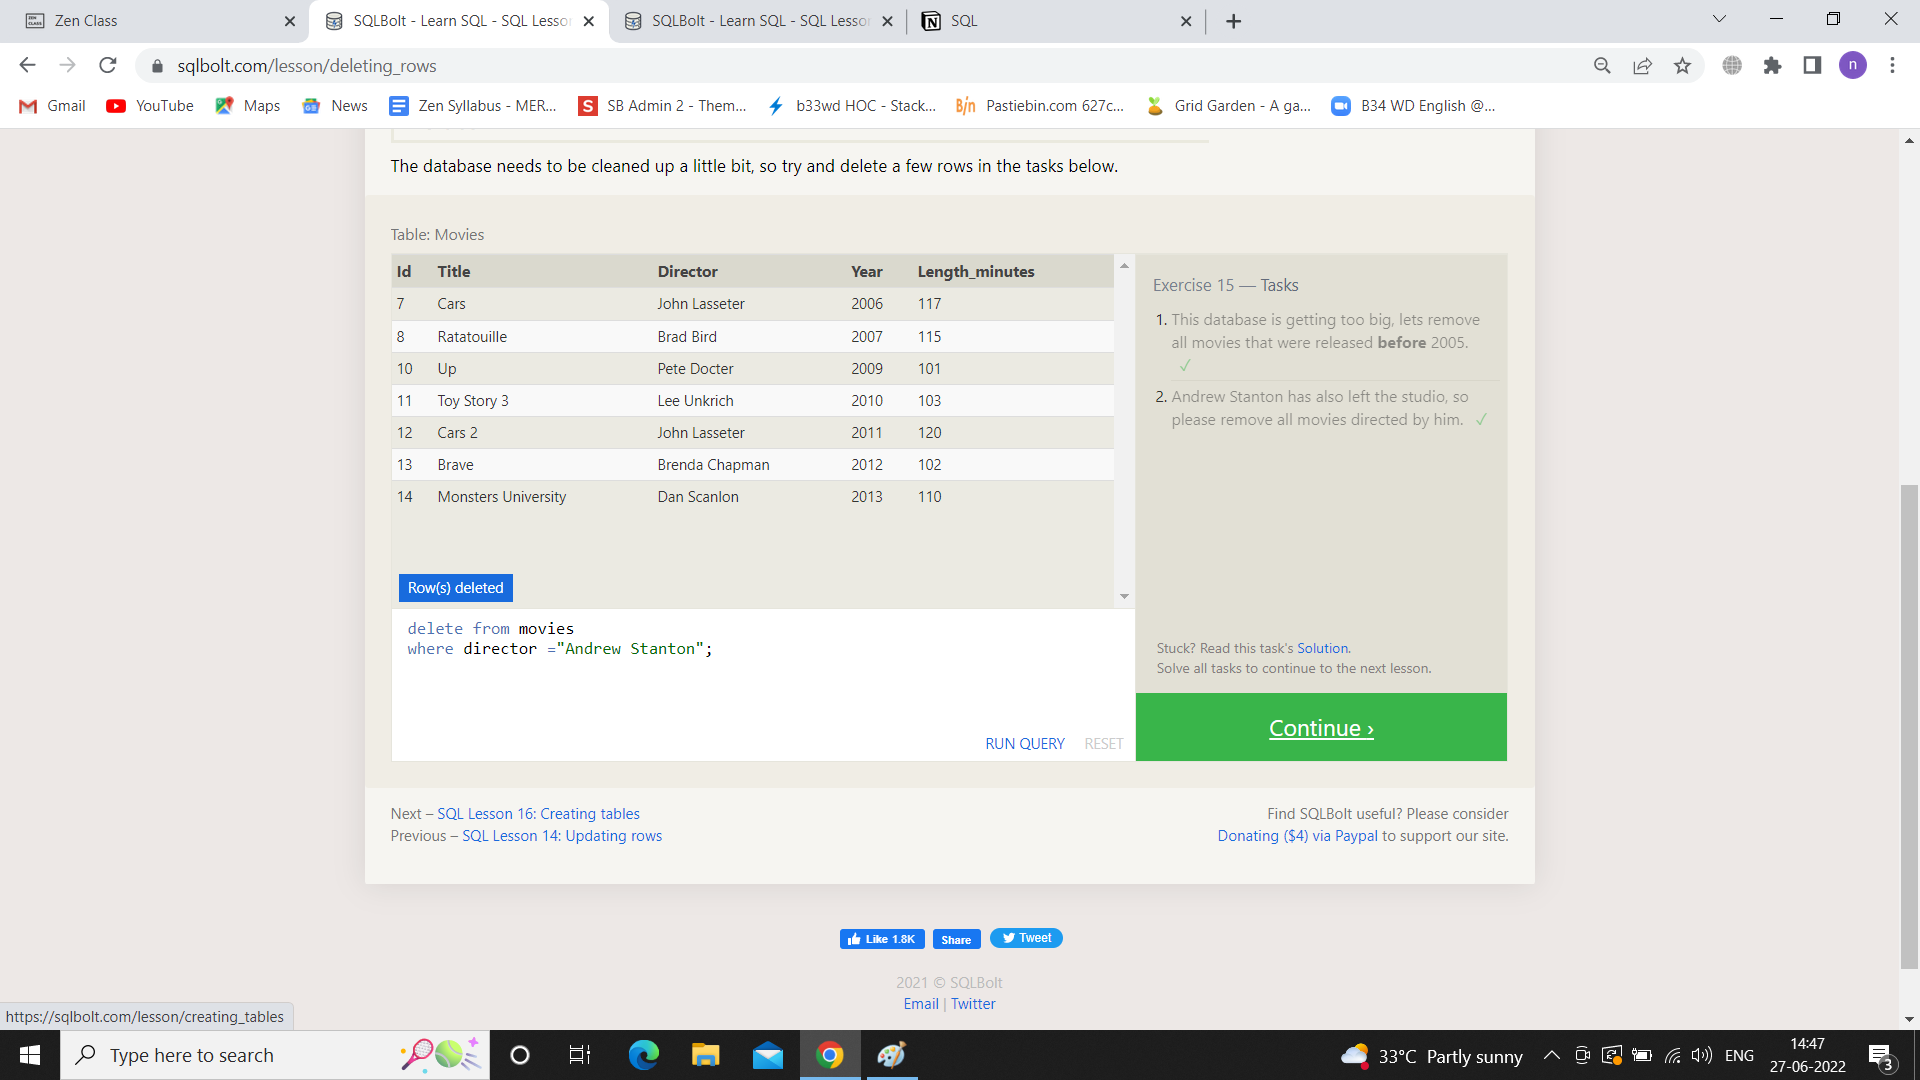 Zen Class
SQLBolt - Learn SQL - SQL Lesson
SQLBolt - Learn SQL - SQL Lesson
SQL
sqlbolt.com/lesson/deleting_rows
n
Gmail
YouTube
Maps
News
Zen Syllabus - MER...
SB Admin 2 - Them...
b33wd HOC - Stack...
Pastiebin.com 627c...
Grid Garden - A ga...
B34 WD English @...
The database needs to be cleaned up a little bit, so try and delete a few rows in the tasks below.
Table: Movies
Id Title Director Year Length_minutes
7 Cars John Lasseter 2006 117
8 Ratatouille Brad Bird 2007 115
10 Up Pete Docter 2009 101
11 Toy Story 3 Lee Unkrich 2010 103
12 Cars 2 John Lasseter 2011 120
13 Brave Brenda Chapman 2012 102
14 Monsters University Dan Scanlon 2013 110
Row(s) deleted
delete from movies
where director ="Andrew Stanton";
RUN QUERY RESET
Exercise 15 — Tasks
1. This database is getting too big, lets remove
all movies that were released before 2005.
✓
2. Andrew Stanton has also left the studio, so
please remove all movies directed by him. ✓
Stuck? Read this task's Solution.
Solve all tasks to continue to the next lesson.
Continue ›
Next – SQL Lesson 16: Creating tables
Previous – SQL Lesson 14: Updating rows
Find SQLBolt useful? Please consider
Donating ($4) via Paypal to support our site.
Like 1.8K
Share
Tweet
2021 © SQLBolt
Email | Twitter
https://sqlbolt.com/lesson/creating_tables
Type here to search
33°C Partly sunny
ENG
14:47
27-06-2022
3